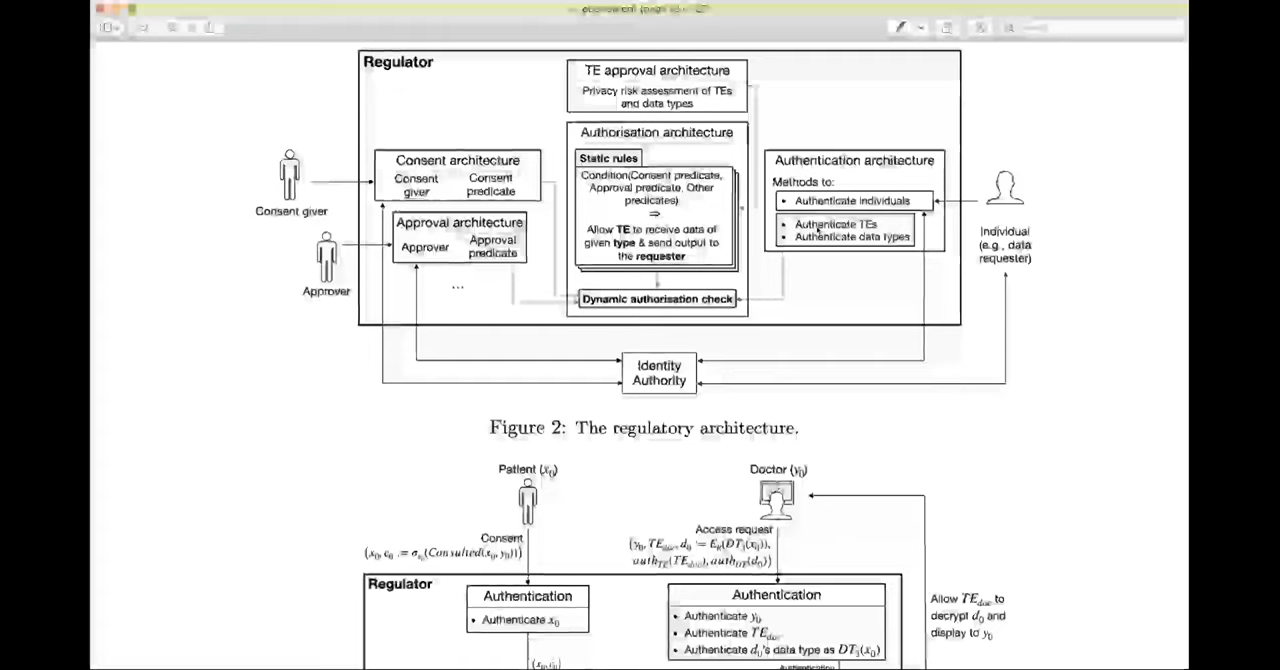 Regulator
TE approval architecture
Privacy risk assessment of TEs
and data types
Authorisation architecture
Static rules
Condition(Consent predicate,
Approval predicate, Other
predicates)
⇒
Allow TE to receive data of
given type & send output to
the requester
Dynamic authorisation check
Consent architecture
Consent
giver
Consent
predicate
Approval architecture
Approver
Approval
predicate
...
Consent giver
Approver
Authentication architecture
Methods to:
• Authenticate individuals
• Authenticate TEs
• Authenticate data types
Individual
(e.g., data
requester)
Identity
Authority
Figure 2: The regulatory architecture.
Patient (x₀)
Doctor (y₀)
Consent
Access request
Regulator
Authentication
• Authenticate x₀
Authentication
• Authenticate y₀
• Authenticate TE_doc
• Authenticate d₀'s data type as DT₃(x₀)
Allow TE_doc to
decrypt d₀ and
display to y₀